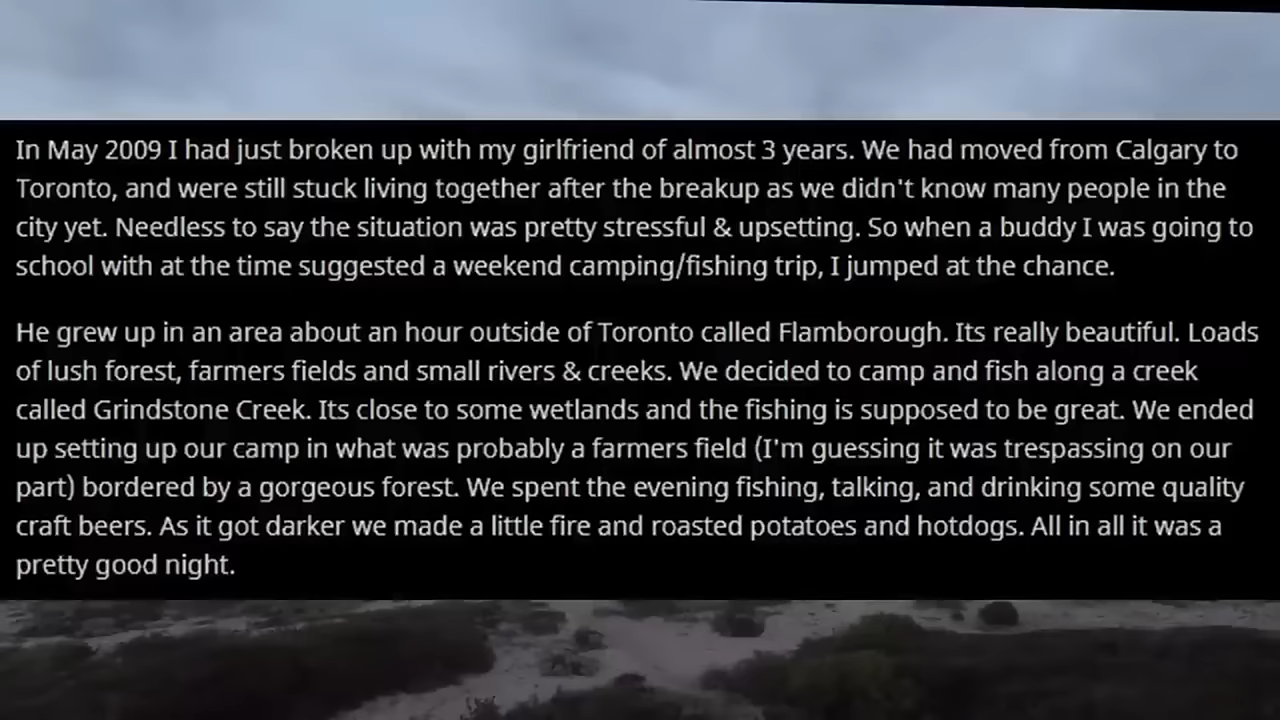 In May 2009 I had just broken up with my girlfriend of almost 3 years. We had moved from Calgary to
Toronto, and were still stuck living together after the breakup as we didn't know many people in the
city yet. Needless to say the situation was pretty stressful & upsetting. So when a buddy I was going to
school with at the time suggested a weekend camping/fishing trip, I jumped at the chance.
He grew up in an area about an hour outside of Toronto called Flamborough. Its really beautiful. Loads
of lush forest, farmers fields and small rivers & creeks. We decided to camp and fish along a creek
called Grindstone Creek. Its close to some wetlands and the fishing is supposed to be great. We ended
up setting up our camp in what was probably a farmers field (I'm guessing it was trespassing on our
part) bordered by a gorgeous forest. We spent the evening fishing, talking, and drinking some quality
craft beers. As it got darker we made a little fire and roasted potatoes and hotdogs. All in all it was a
pretty good night.